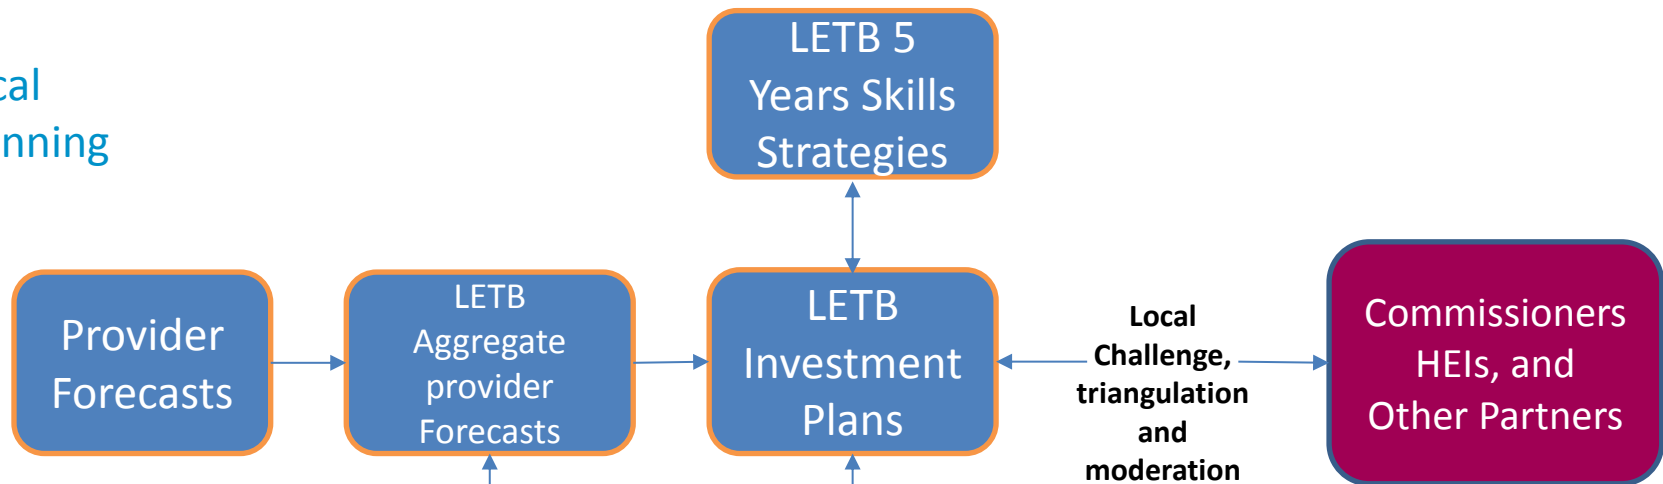 cal
nning
LETB 5
Years Skills
Strategies
Provider
Forecasts
LETB
Aggregate
provider
Forecasts
LETB
Investment
Plans
Local
Challenge,
triangulation
and
moderation
Commissioners
HEIs, and
Other Partners